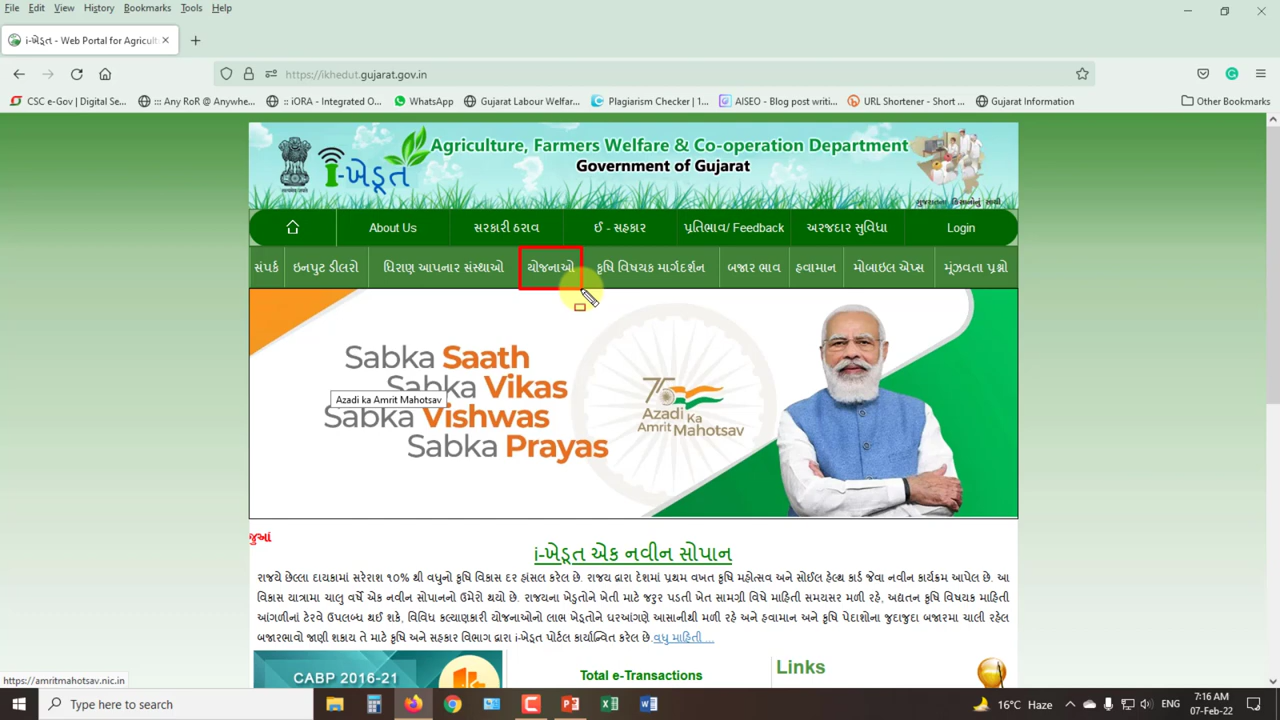 File Edit View History Bookmarks Tools Help
i-ખેડૂત - Web Portal for Agricult
https://ikhedut.gujarat.gov.in
CSC e-Gov | Digital Se... ::: Any RoR @ Anywhe... :: iORA - Integrated O... WhatsApp Gujarat Labour Welfar... Plagiarism Checker | 1... AISEO - Blog post writi... URL Shortener - Short ... Gujarat Information Other Bookmarks
i-ખેડૂત
Agriculture, Farmers Welfare & Co-operation Department
Government of Gujarat
About Us સરકારી ઠરાવ ઈ - સહકાર પ્રતિભાવ/ Feedback અરજદાર સુવિધા Login
સંપર્ક ઇનપુટ ડીલરો ધિરાણ આપનાર સંસ્થાઓ યોજનાઓ કૃષિ વિષયક માર્ગદર્શન બજાર ભાવ હવામાન મોબાઇલ એપ્સ મૂંઝવતા પ્રશ્નો
Sabka Saath
Sabka Vikas
Sabka Vishwas
Sabka Prayas
Azadi ka Amrit Mahotsav
75
Azadi Ka
Amrit Mahotsav
જુઓ
i-ખેડૂત એક નવીન સોપાન
રાજયે છેલ્લા દાયકામાં સરેરાશ ૧૦% થી વધુનો કૃષિ વિકાસ દર હાંસલ કરેલ છે. રાજય દ્વારા દેશમાં પ્રથમ વખત કૃષિ મહોત્સવ અને સોઈલ હેલ્થ કાર્ડ જેવા નવીન કાર્યક્રમ આપેલ છે. આ
વિકાસ યાત્રામા ચાલુ વર્ષે એક નવીન સોપાનનો ઉમેરો થયો છે. રાજયના ખેડૂતોને ખેતી માટે જરુર પડતી ખેત સામગ્રી વિષે માહિતી સમયસર મળી રહે, અદ્યતન કૃષિ વિષયક માહિતી
આંગળીનાં ટેરવે ઉપલબ્ધ થઈ શકે, વિવિધ કલ્યાણકારી યોજનાઓનો લાભ ખેડૂતોને ઘરઆંગણે આસાનીથી મળી રહે અને હવામાન અને કૃષિ પેદાશોના જુદાજુદા બજારમા ચાલી રહેલ
બજારભાવો જાણી શકાય તે માટે કૃષિ અને સહકાર વિભાગ દ્વારા i-ખેડૂત પોર્ટલ કાર્યાન્વિત કરેલ છે.વધુ માહિતી ...
CABP 2016-21
Total e-Transactions
Links
https://amritmahotsav.nic.in
Type here to search
16°C Haze
ENG
7:16 AM
07-Feb-22